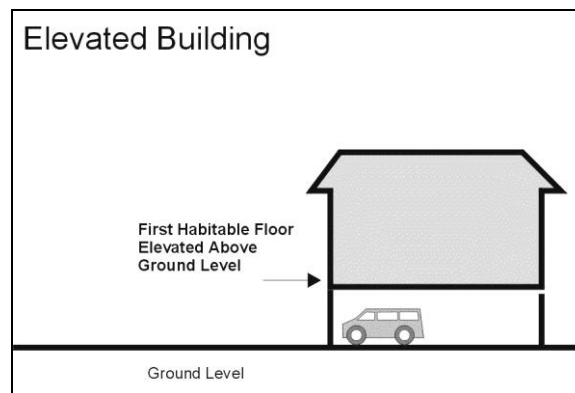 Elevated Building
First Habitable Floor
Elevated Above
Ground Level
Ground Level